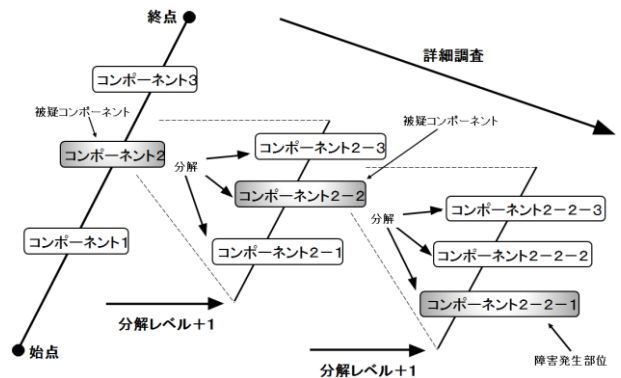 終点
詳細調査
コンポーネント3
被疑コンポーネント
コンポーネント2
被疑コンポーネント
分解
コンポーネント2-3
コンポーネント2-2
コンポーネント2-1
コンポーネント1
分解
コンポーネント2-2-3
コンポーネント2-2-2
コンポーネント2-2-1
分解レベル+1
始点
障害発生部位
分解レベル+1